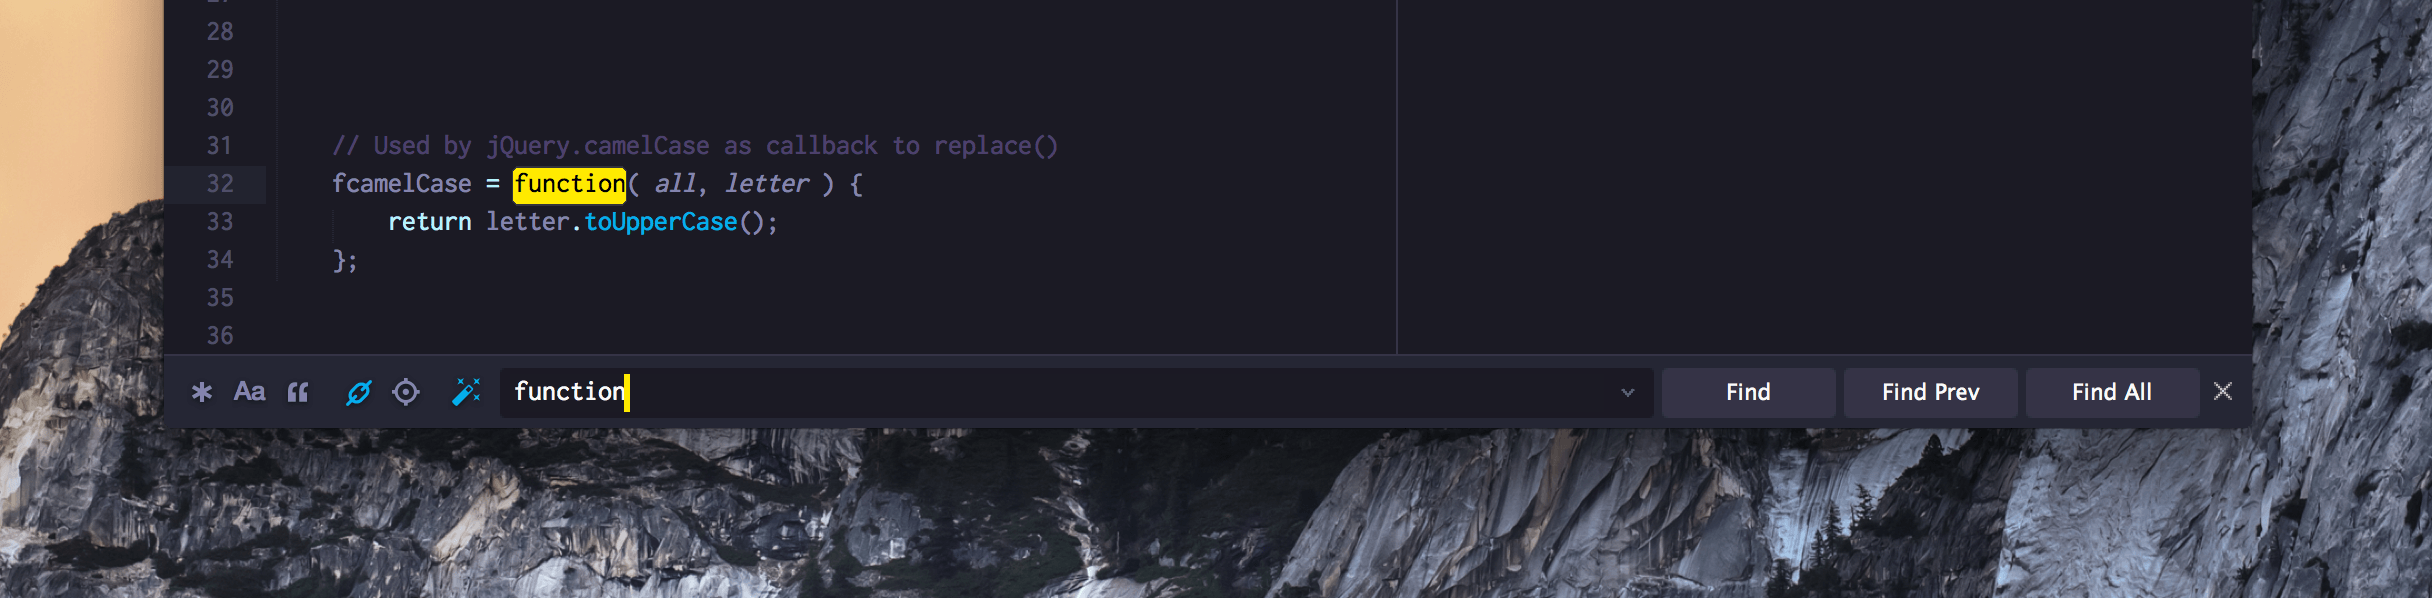 28
29
30
31 // Used by jQuery.camelCase as callback to replace()
32 fcamelCase = function( all, letter ) {
33 return letter.toUpperCase();
34 };
35
36
* Aa “ function Find Find Prev Find All ×